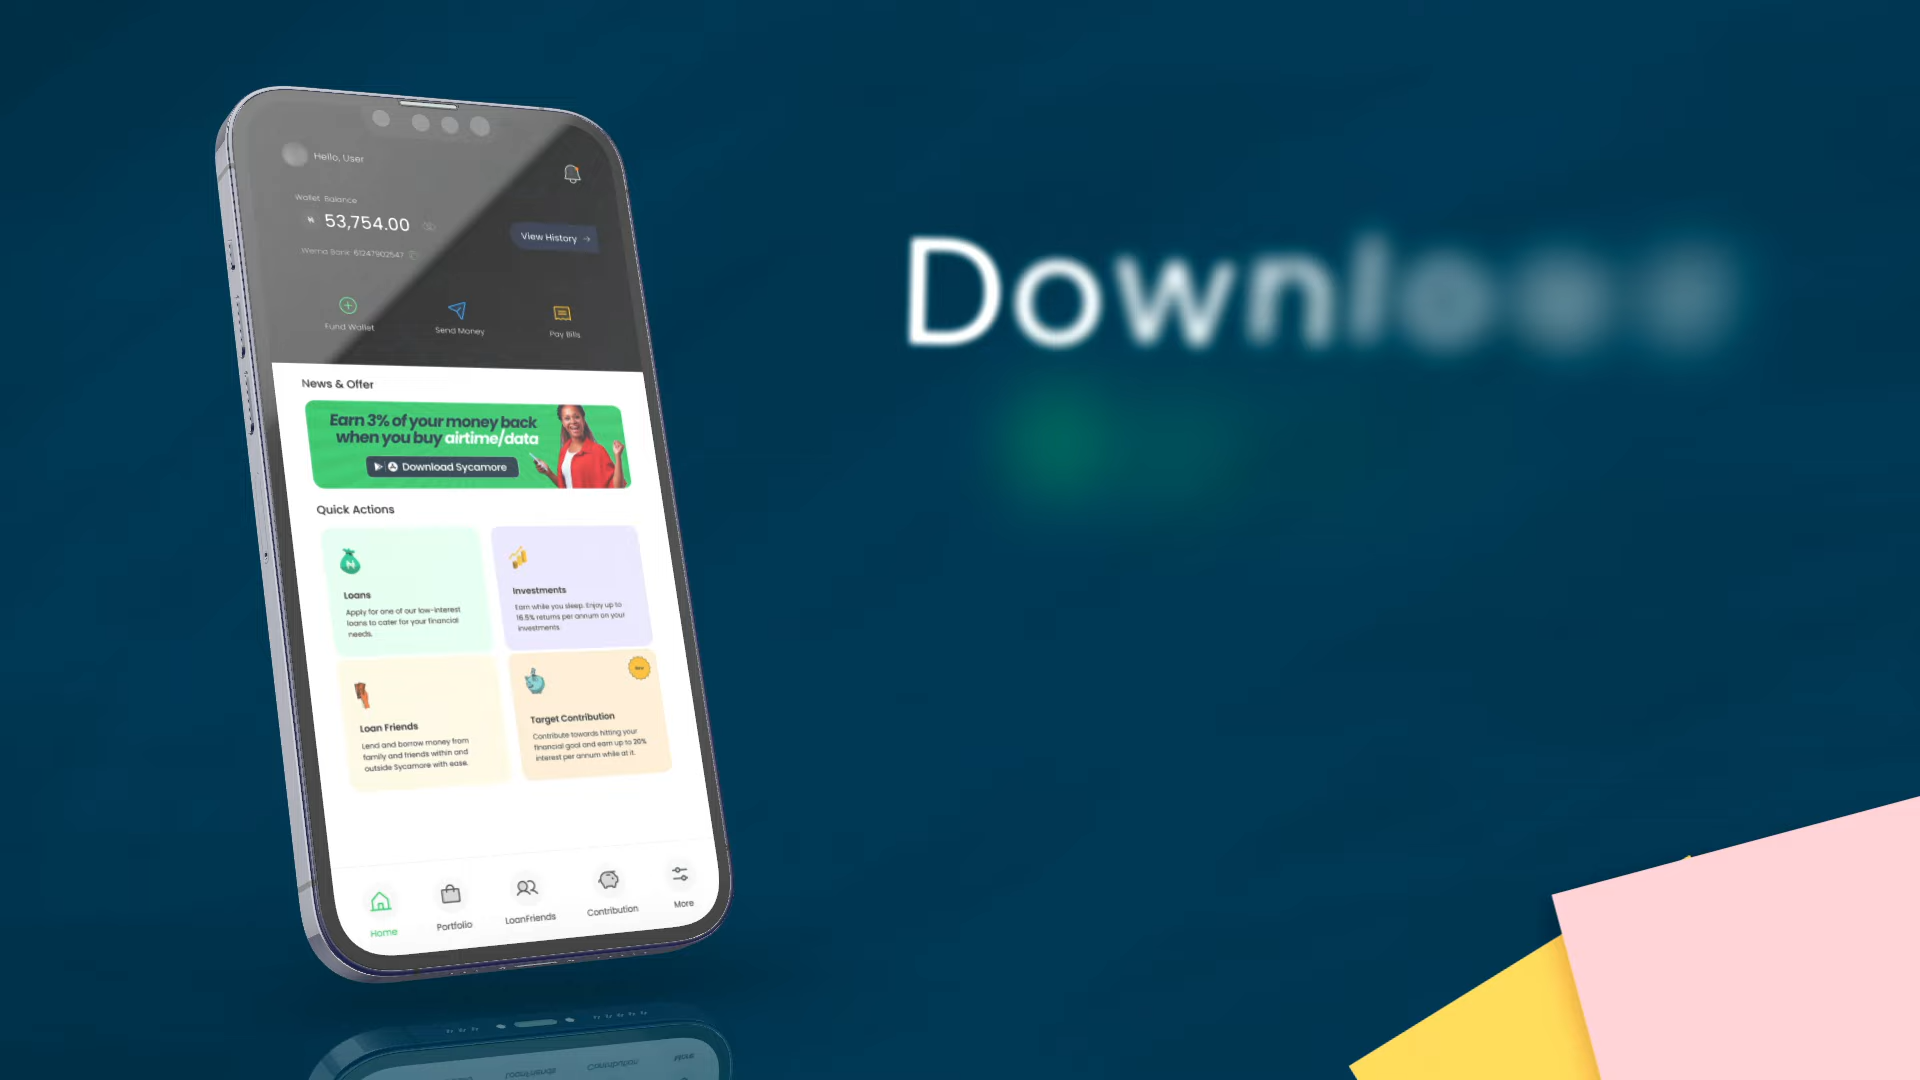 Hello, User
Wallet Balance
₦ 53,754.00
View History →
Wema Bank 61247902547
Fund Wallet
Send Money
Pay Bills
News & Offer
Earn 3% of your money back
when you buy airtime/data
Download Sycamore
Quick Actions
Loans
Apply for one of our low-interest
loans to cater for your financial
needs.
Investments
Earn while you sleep. Enjoy up to
16.5% returns per annum on your
investments.
Loan Friends
Lend and borrow money from
family and friends within and
outside Sycamore with ease.
New
Target Contribution
Contribute towards hitting your
financial goal and earn up to 20%
interest per annum while at it.
Home
Portfolio
LoanFriends
Contribution
More
Download